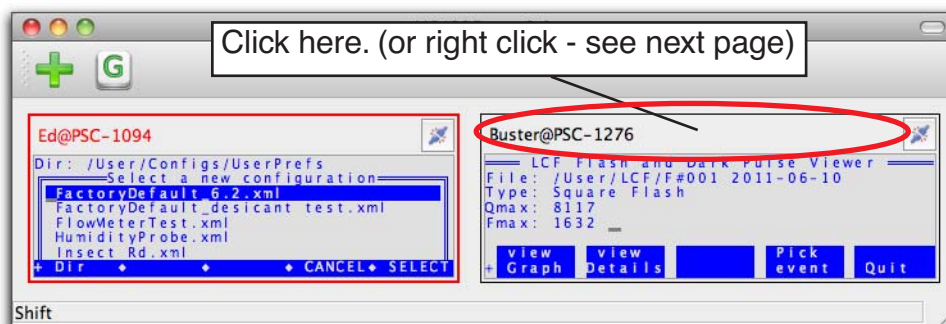 Click here. (or right click - see next page)
G
Ed@PSC-1094
Dir: /User/Configs/UserPrefs
Select a new configuration
FactoryDefault_6.2.xml
FactoryDefault_desicant test.xml
FlowMeterTest.xml
HumidityProbe.xml
Insect Rd.xml
+ Dir ◆ ◆ ◆ CANCEL◆ SELECT
Buster@PSC-1276
LCF Flash and Dark Pulse Viewer
File: /User/LCF/F#001 2011-06-10
Type: Square Flash
Qmax: 8117
Fmax: 1632 _
view view Pick
+ Graph Details event Quit
Shift